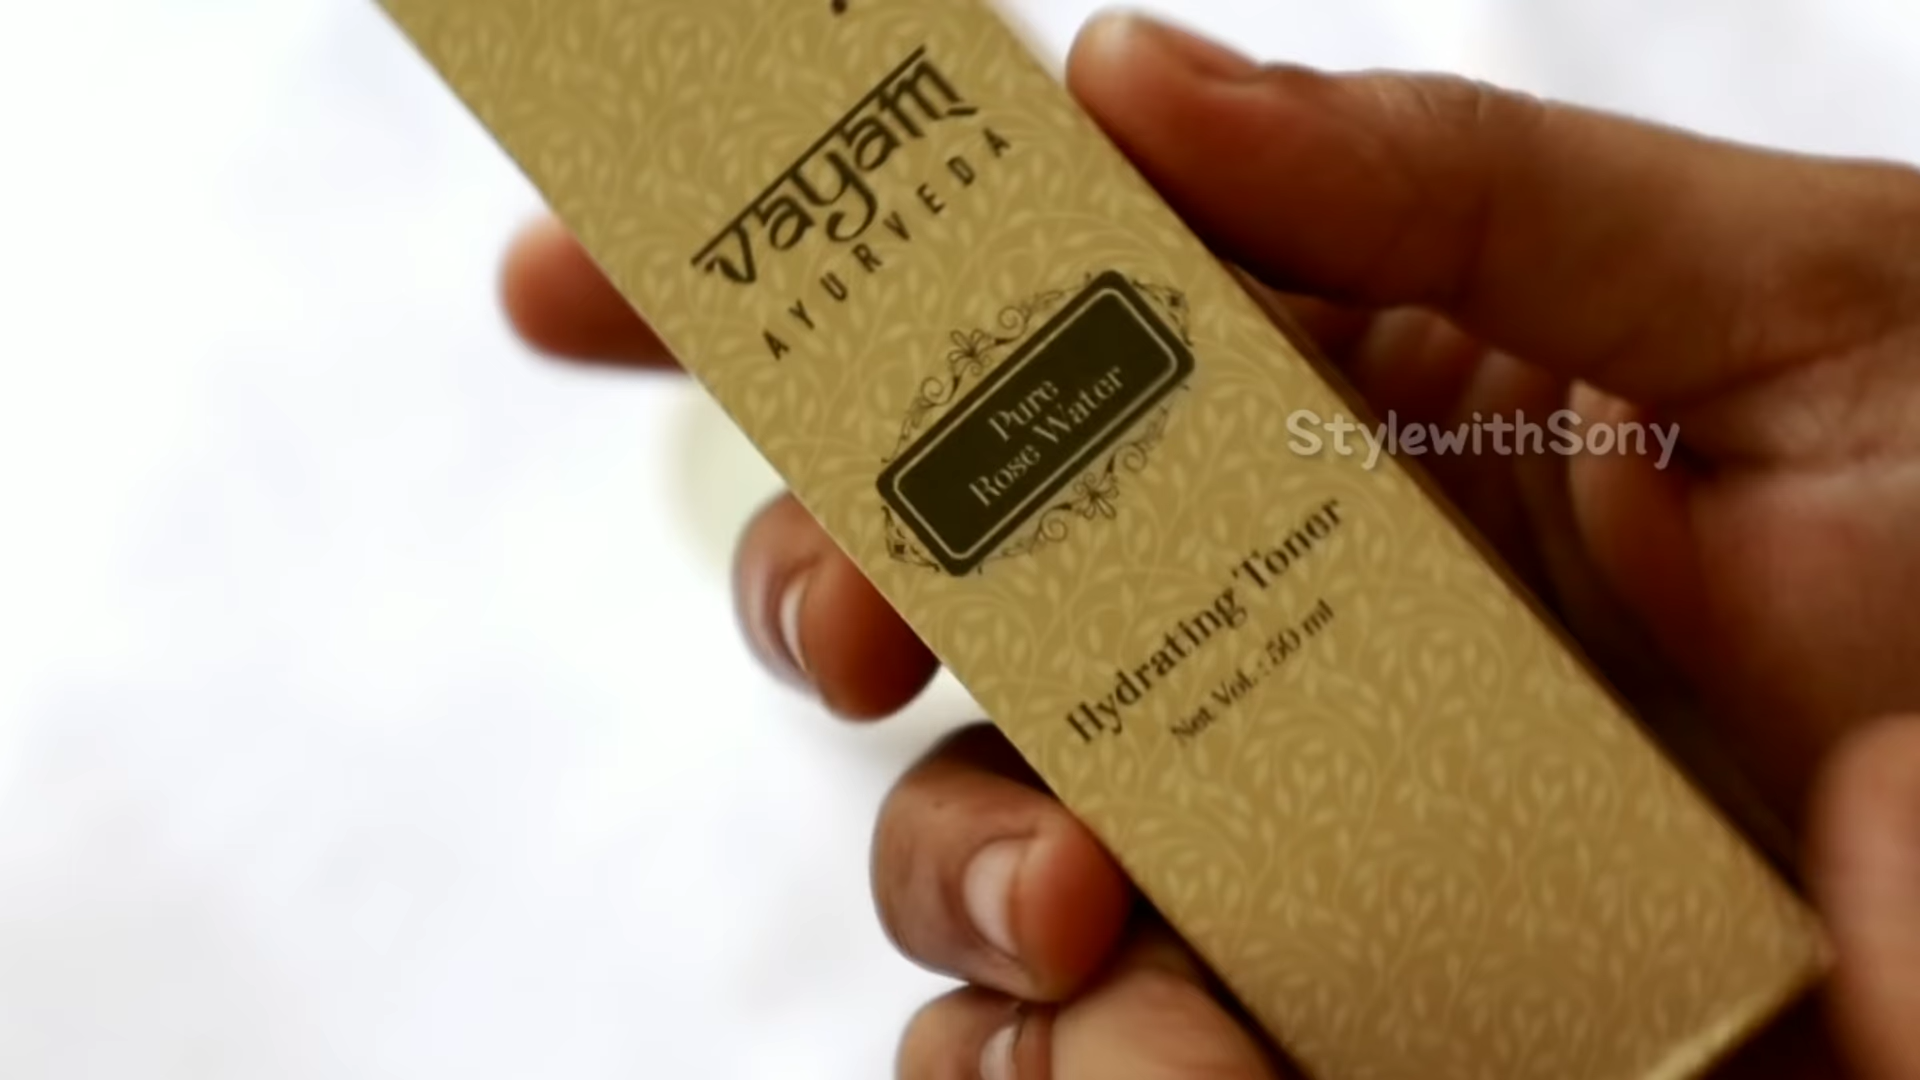 vayam
AYURVEDA
Pure
Rose Water
StylewithSony
Hydrating Toner
Net Vol. : 50 ml